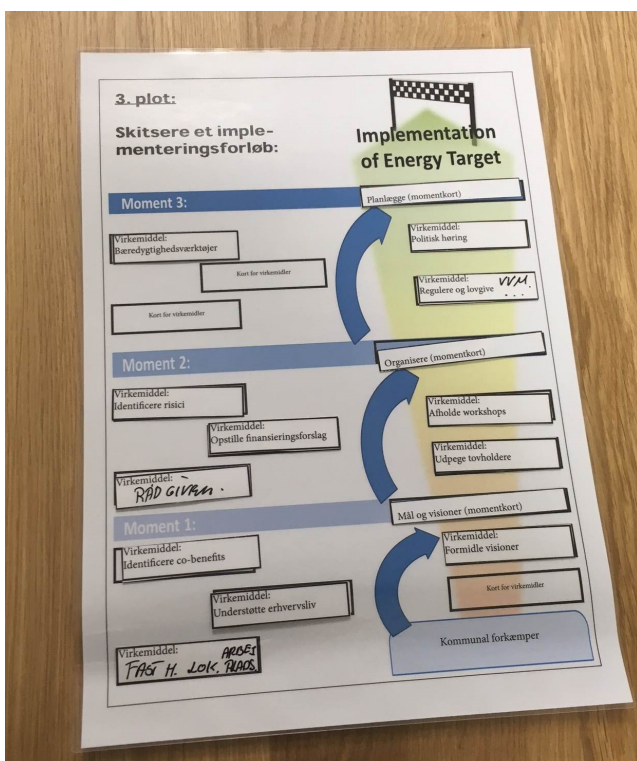 3. plot:
Skitsere et imple-
menteringsforløb:
Implementation
of Energy Target
Moment 3:
Planlægge (momentkort)
Virkemiddel:
Bæredygtighedsværktøjer
Virkemiddel:
Politisk høring
Kort for virkemidler
Virkemiddel:
Regulere og lovgive VVM.
...
Kort for virkemidler
Moment 2:
Organisere (momentkort)
Virkemiddel:
Identificere risici
Virkemiddel:
Afholde workshops
Virkemiddel:
Opstille finansieringsforslag
Virkemiddel:
Udpege tovholdere
Virkemiddel:
RÅDGIVEN.
Mål og visioner (momentkort)
Moment 1:
Virkemiddel:
Identificere co-benefits
Virkemiddel:
Formidle visioner
Kort for virkemidler
Virkemiddel:
Understøtte erhvervsliv
Kommunal forkæmper
Virkemiddel: ARBEJ
FAST H. LOK. PLADS.